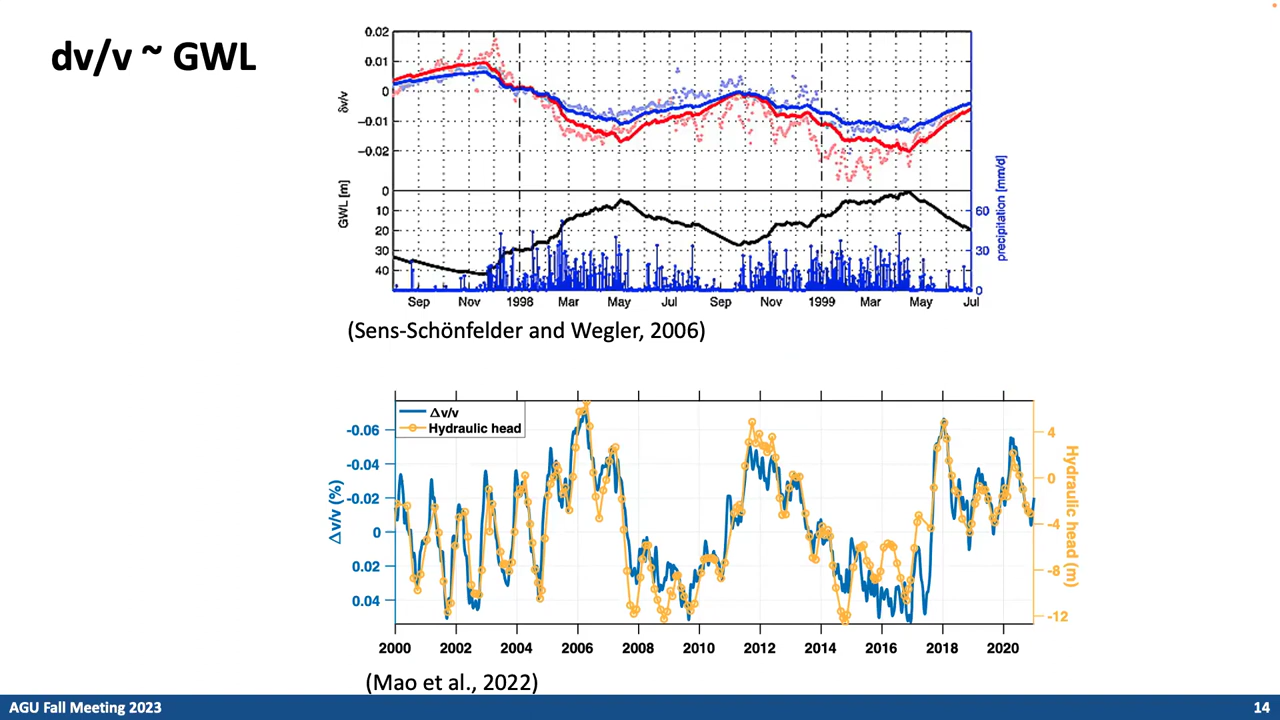 dv/v ~ GWL
0.02
0.01
0
−0.01
−0.02
δv/v
0
10
20
30
40
GWL [m]
60
30
0
precipitation [mm/d]
Sep Nov 1998 Mar May Jul Sep Nov 1999 Mar May Jul
(Sens-Schönfelder and Wegler, 2006)
Δv/v
Hydraulic head
-0.06
-0.04
-0.02
0
0.02
0.04
Δv/v (%)
4
0
-4
-8
-12
Hydraulic head (m)
2000 2002 2004 2006 2008 2010 2012 2014 2016 2018 2020
(Mao et al., 2022)
AGU Fall Meeting 2023
14